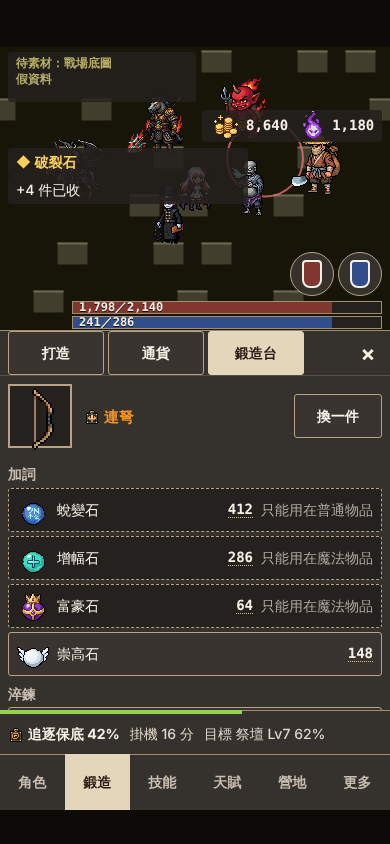 待素材：戰場底圖
假資料
8,640
1,180
◆ 破裂石
+4 件已收
1,798／2,140
241／286
打造
通貨
鍛造台
×
連弩
換一件
加詞
蛻變石 412 只能用在普通物品
增幅石 286 只能用在魔法物品
富豪石 64 只能用在魔法物品
崇高石 148
淬鍊
追逐保底 42% 掛機 16 分 目標 祭壇 Lv7 62%
角色
鍛造
技能
天賦
營地
更多